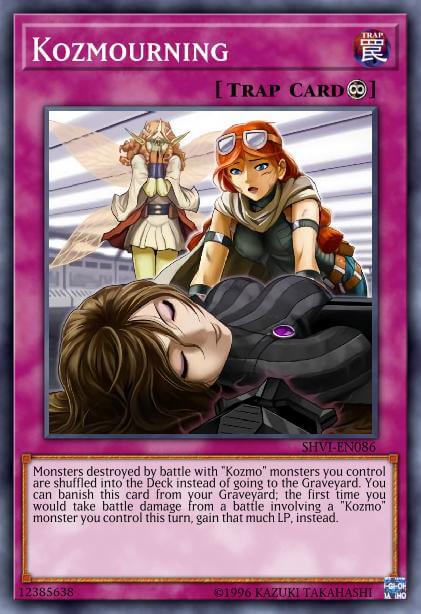 KOZMOURNING
TRAP
罠
[TRAP CARD]
SHVI-EN086
Monsters destroyed by battle with "Kozmo" monsters you control
are shuffled into the Deck instead of going to the Graveyard. You
can banish this card from your Graveyard; the first time you
would take battle damage from a battle involving a "Kozmo"
monster you control this turn, gain that much LP, instead.
12385638
©1996 KAZUKI TAKAHASHI